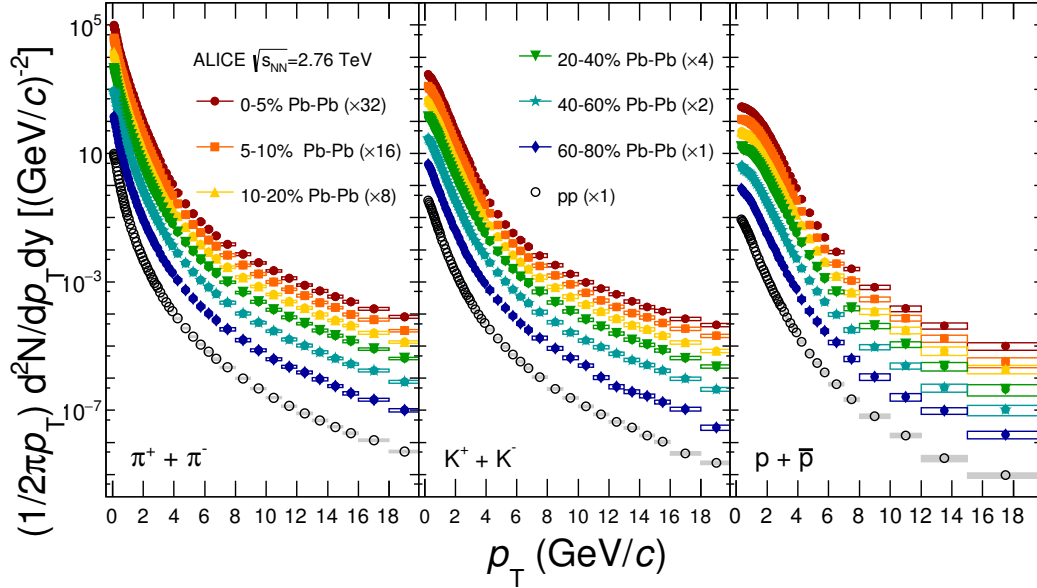 (1/2πp_T) d²N/dp_T dy [(GeV/c)⁻²]
10⁵
10
10⁻³
10⁻⁷
ALICE √s_NN=2.76 TeV
0-5% Pb-Pb (×32)
5-10% Pb-Pb (×16)
10-20% Pb-Pb (×8)
20-40% Pb-Pb (×4)
40-60% Pb-Pb (×2)
60-80% Pb-Pb (×1)
pp (×1)
π⁺ + π⁻
K⁺ + K⁻
p + p̅
0 2 4 6 8 10 12 14 16 18
0 2 4 6 8 10 12 14 16 18
0 2 4 6 8 10 12 14 16 18
p_T (GeV/c)